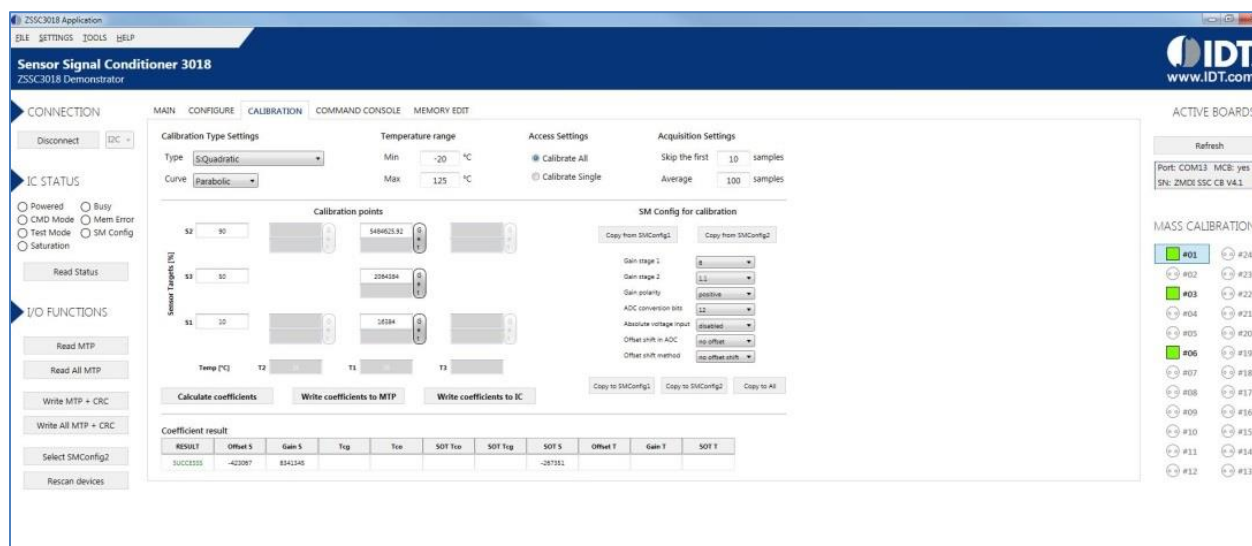 ZSSC3018 Application
FILE SETTINGS TOOLS HELP
Sensor Signal Conditioner 3018
ZSSC3018 Demonstrator
IDT
www.IDT.com
CONNECTION
Disconnect I2C
IC STATUS
Powered Busy
CMD Mode Mem Error
Test Mode SM Config
Saturation
Read Status
I/O FUNCTIONS
Read MTP
Read All MTP
Write MTP + CRC
Write All MTP + CRC
Select SMConfig2
Rescan devices
MAIN CONFIGURE CALIBRATION COMMAND CONSOLE MEMORY EDIT
Calibration Type Settings Temperature range Access Settings Acquisition Settings
Type S:Quadratic Min -20 °C Calibrate All Skip the first 10 samples
Curve Parabolic Max 125 °C Calibrate Single Average 100 samples
Calibration points
Sensor Targets [%]
S2 90 5484625.92 Get
S3 50 2084384 Get
S1 10 16384 Get
Temp [°C] T2 T1 T3
Calculate coefficients Write coefficients to MTP Write coefficients to IC
SM Config for calibration
Copy from SMConfig1 Copy from SMConfig2
Gain stage 1
Gain stage 2 1.1
Gain polarity positive
ADC conversion bits 12
Absolute voltage input disabled
Offset shift in ADC no offset
Offset shift method no offset shift
Copy to SMConfig1 Copy to SMConfig2 Copy to All
Coefficient result
RESULT Offset S Gain S Tcg Tco SOT Tco SOT Tcg SOT S Offset T Gain T SOT T
SUCCESS -423067 8341545 -267351
ACTIVE BOARDS
Refresh
Port: COM13 MCB: yes
SN: ZMDI SSC CB V4.1
MASS CALIBRATION
#01 #24
#02 #23
#03 #22
#04 #21
#05 #20
#06 #19
#07 #18
#08 #17
#09 #16
#10 #15
#11 #14
#12 #13